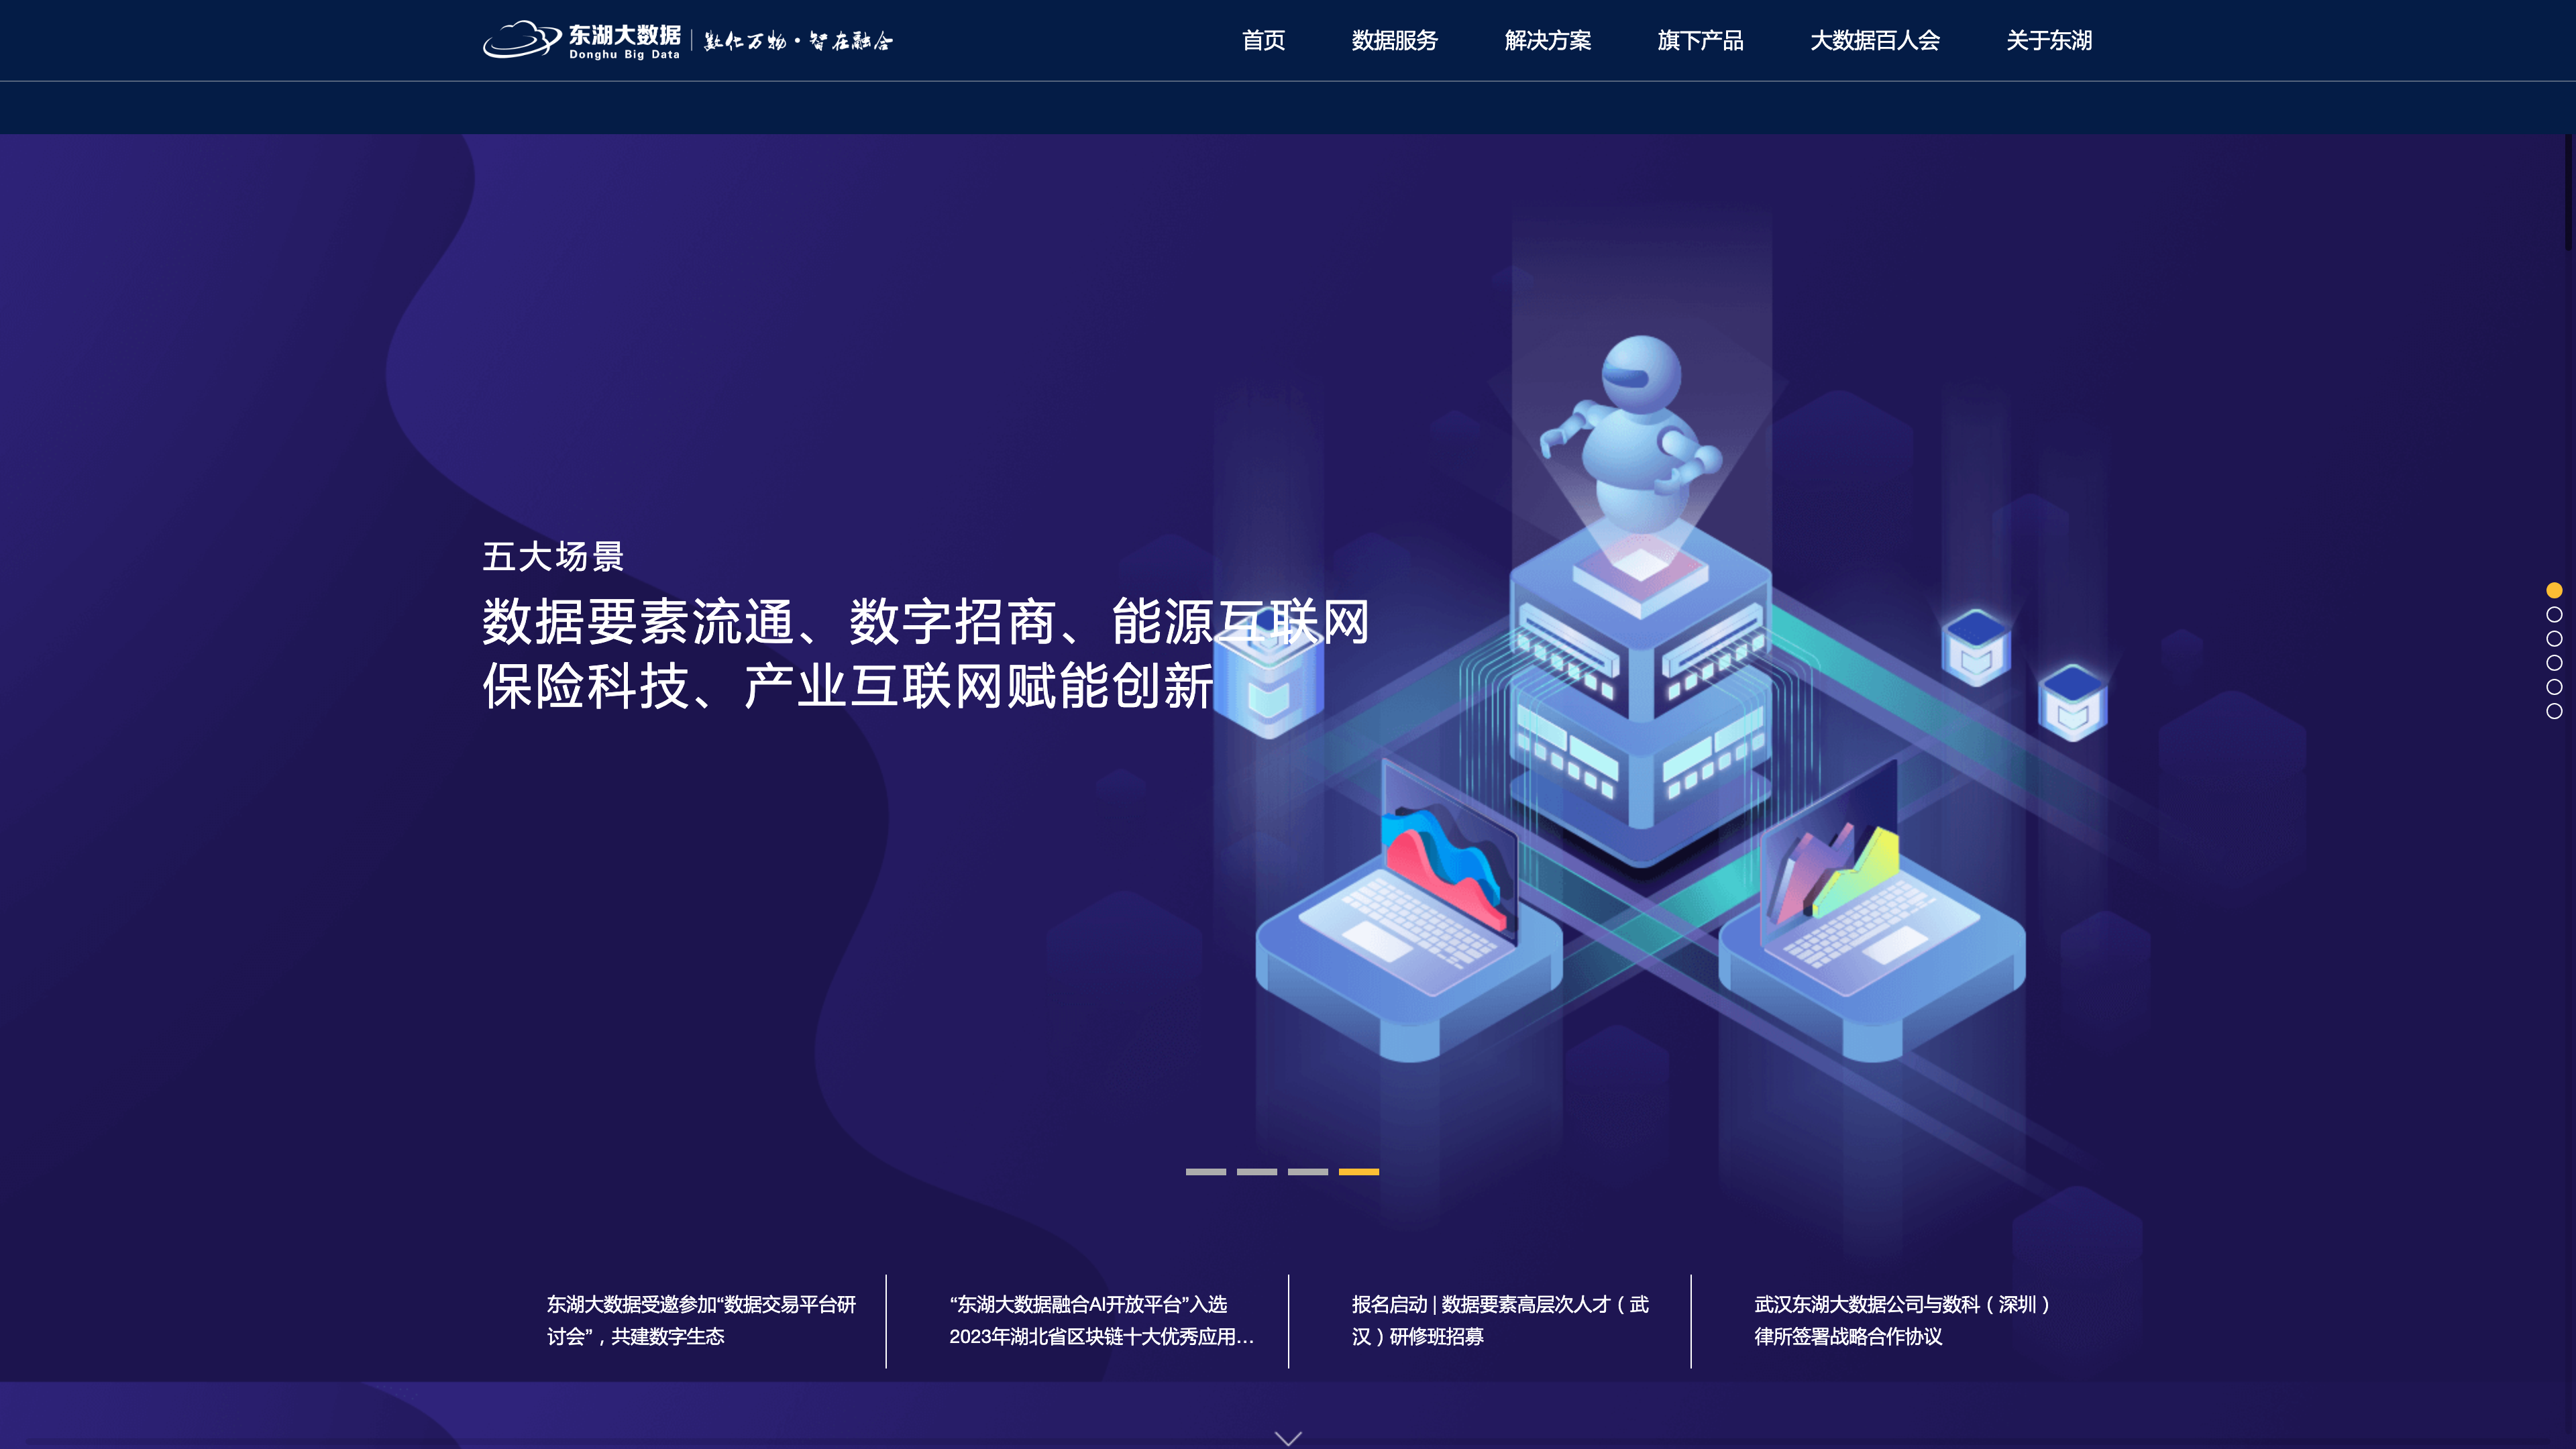 东湖大数据
Donghu Big Data
数化万物·智在融合
首页
数据服务
解决方案
旗下产品
大数据百人会
关于东湖
五大场景
数据要素流通、数字招商、能源互联网
保险科技、产业互联网赋能创新
东湖大数据受邀参加“数据交易平台研
讨会”，共建数字生态
“东湖大数据融合AI开放平台”入选
2023年湖北省区块链十大优秀应用…
报名启动 | 数据要素高层次人才（武
汉）研修班招募
武汉东湖大数据公司与数科（深圳）
律所签署战略合作协议